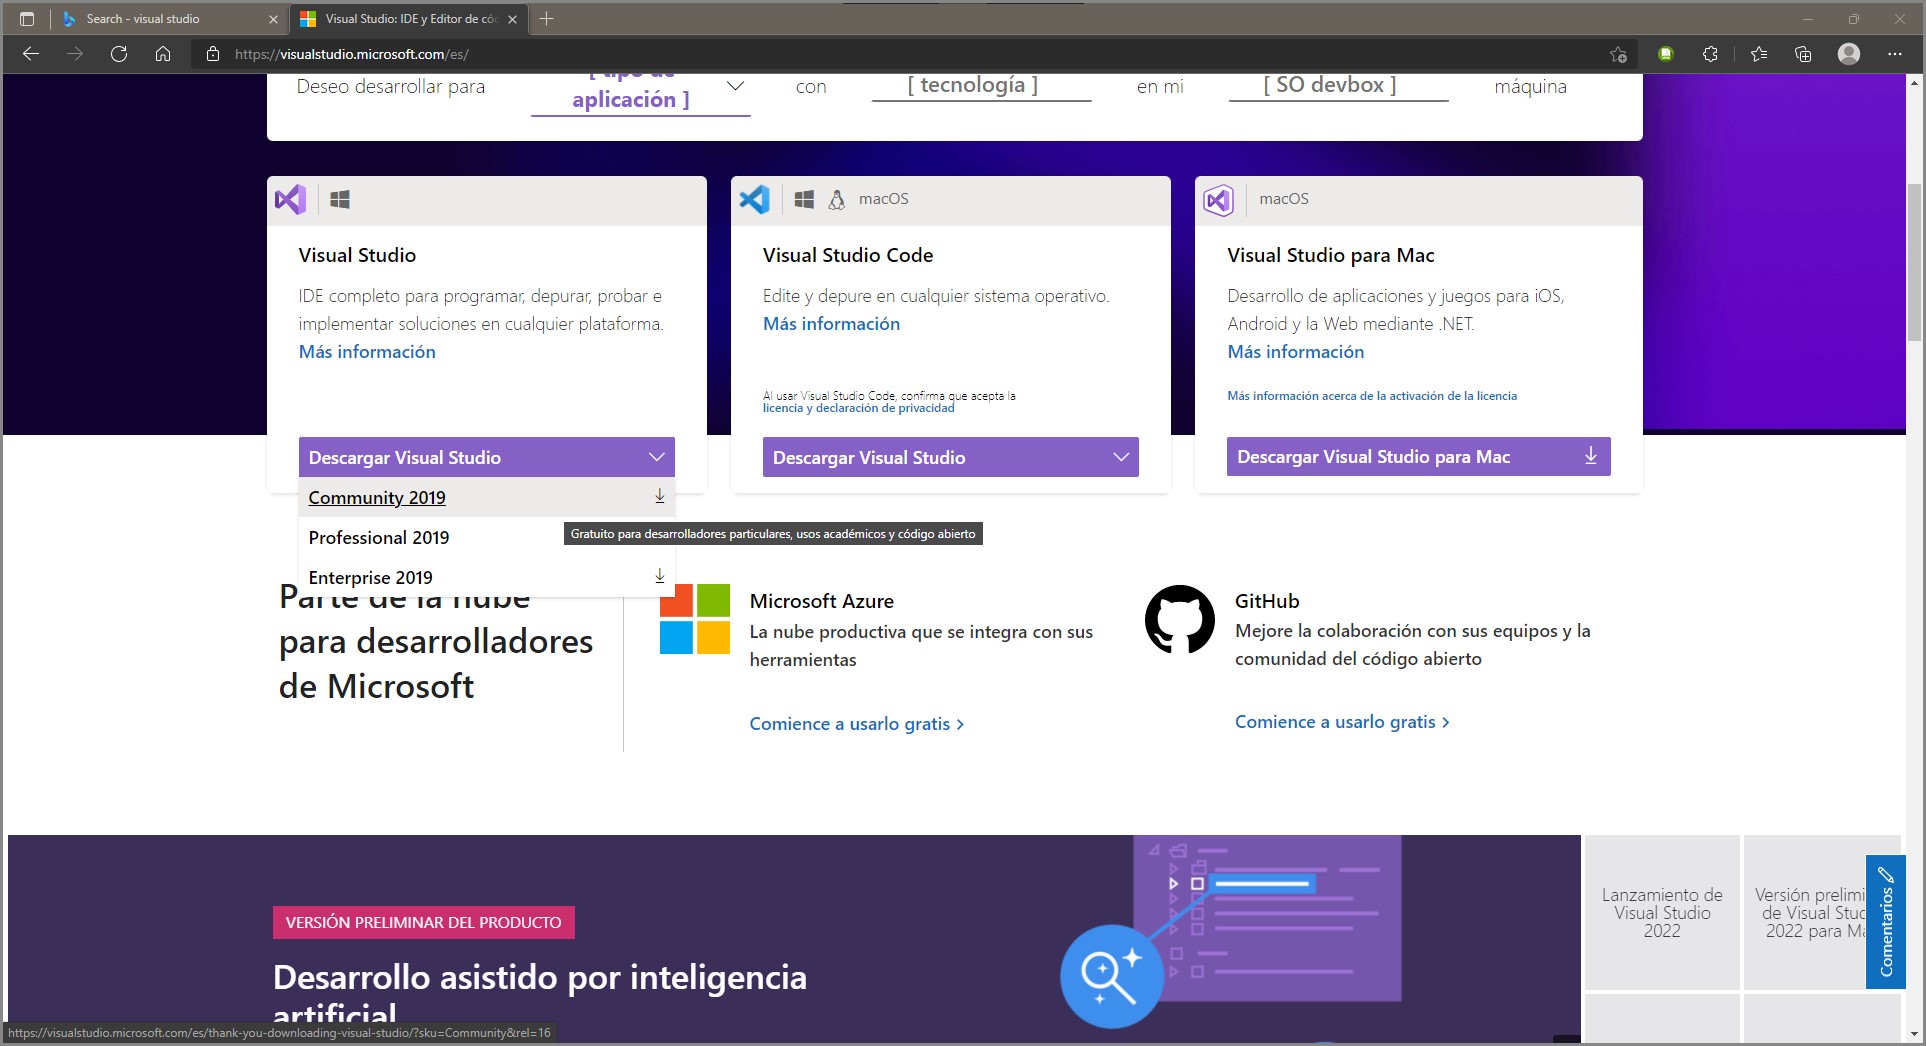 Search - visual studio
Visual Studio: IDE y Editor de cóc
https://visualstudio.microsoft.com/es/
Deseo desarrollar para
[ tipo de
aplicación ]
con
[ tecnología ]
en mi
[ SO devbox ]
máquina
Visual Studio
IDE completo para programar, depurar, probar e
implementar soluciones en cualquier plataforma.
Más información
Descargar Visual Studio
Community 2019
Professional 2019
Enterprise 2019
Gratuito para desarrolladores particulares, usos académicos y código abierto
macOS
Visual Studio Code
Edite y depure en cualquier sistema operativo.
Más información
Al usar Visual Studio Code, confirma que acepta la
licencia y declaración de privacidad
Descargar Visual Studio
macOS
Visual Studio para Mac
Desarrollo de aplicaciones y juegos para iOS,
Android y la Web mediante .NET.
Más información
Más información acerca de la activación de la licencia
Descargar Visual Studio para Mac
Parte de la nube
para desarrolladores
de Microsoft
Microsoft Azure
La nube productiva que se integra con sus
herramientas
Comience a usarlo gratis >
GitHub
Mejore la colaboración con sus equipos y la
comunidad del código abierto
Comience a usarlo gratis >
VERSIÓN PRELIMINAR DEL PRODUCTO
Desarrollo asistido por inteligencia
artificial
Lanzamiento de
Visual Studio
2022
Versión prelimi
de Visual Stuc
2022 para Ma
Comentarios
https://visualstudio.microsoft.com/es/thank-you-downloading-visual-studio/?sku=Community&rel=16